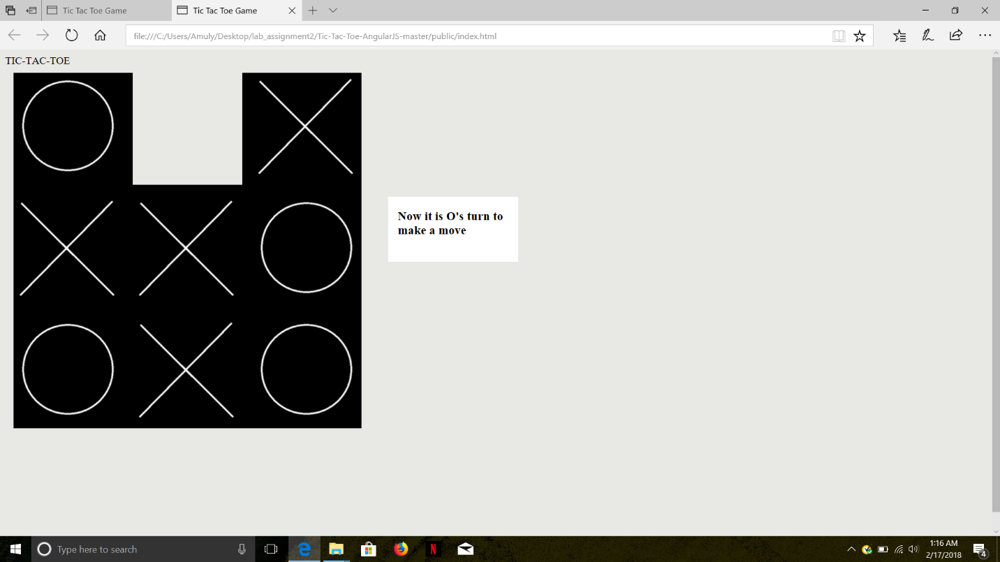 Tic Tac Toe Game
Tic Tac Toe Game
file:///C:/Users/Amuly/Desktop/lab_assignment2/Tic-Tac-Toe-AngularJS-master/public/index.html
TIC-TAC-TOE
Now it is O's turn to
make a move
Type here to search
N
1:16 AM
2/17/2018
4